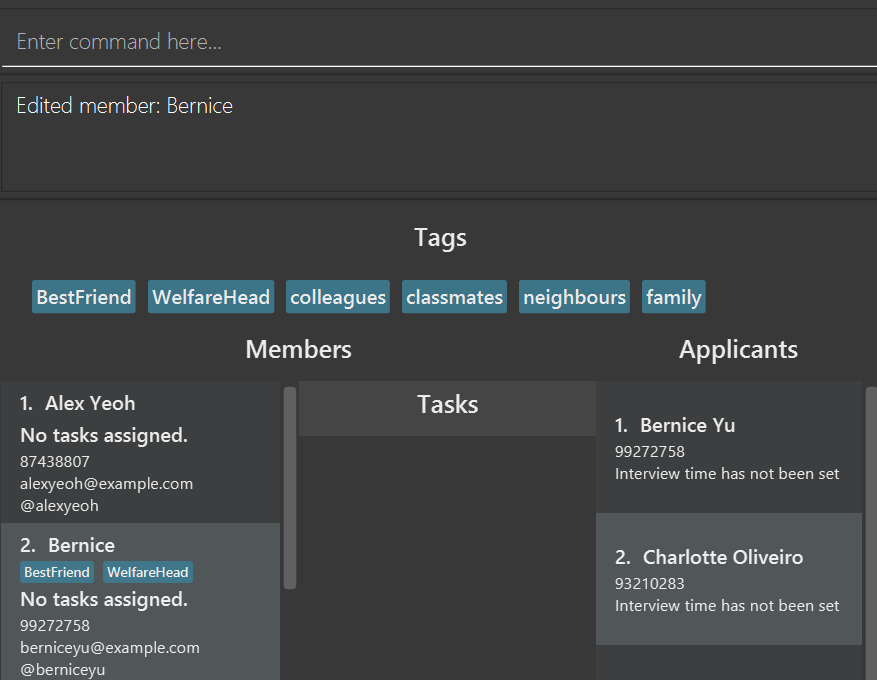 Enter command here...
Edited member: Bernice
Tags
BestFriend WelfareHead colleagues classmates neighbours family
Members
Applicants
1. Alex Yeoh
No tasks assigned.
87438807
alexyeoh@example.com
@alexyeoh
2. Bernice
BestFriend WelfareHead
No tasks assigned.
99272758
berniceyu@example.com
@berniceyu
Tasks
1. Bernice Yu
99272758
Interview time has not been set
2. Charlotte Oliveiro
93210283
Interview time has not been set